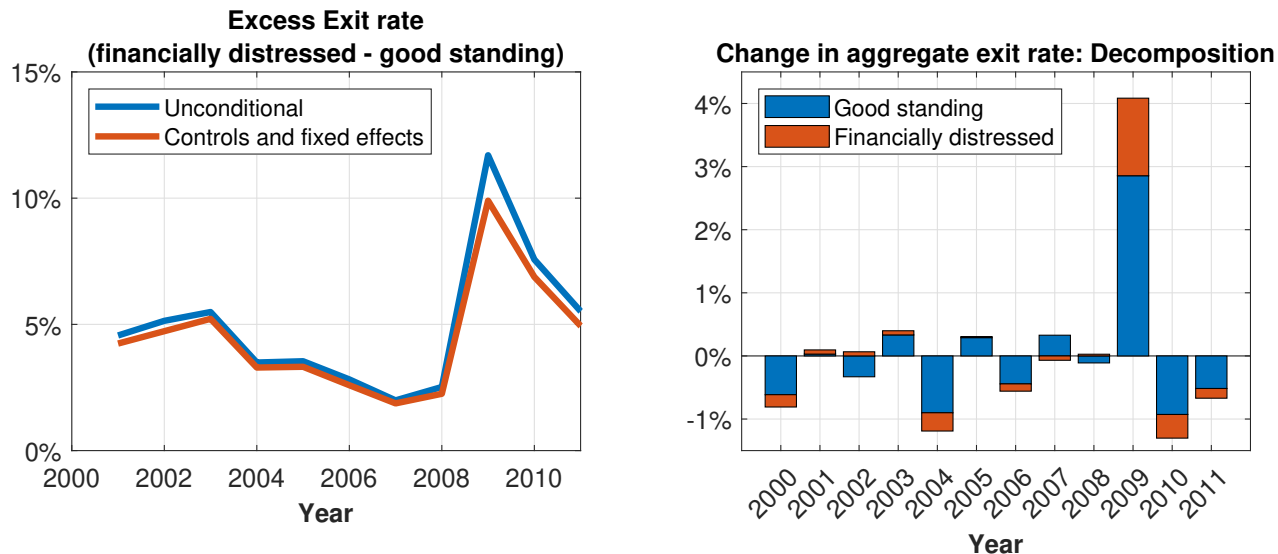 Excess Exit rate
(financially distressed - good standing)
15%
10%
5%
0%
Unconditional
Controls and fixed effects
2000 2002 2004 2006 2008 2010
Year
Change in aggregate exit rate: Decomposition
4%
3%
2%
1%
0%
-1%
Good standing
Financially distressed
2000 2001 2002 2003 2004 2005 2006 2007 2008 2009 2010 2011
Year